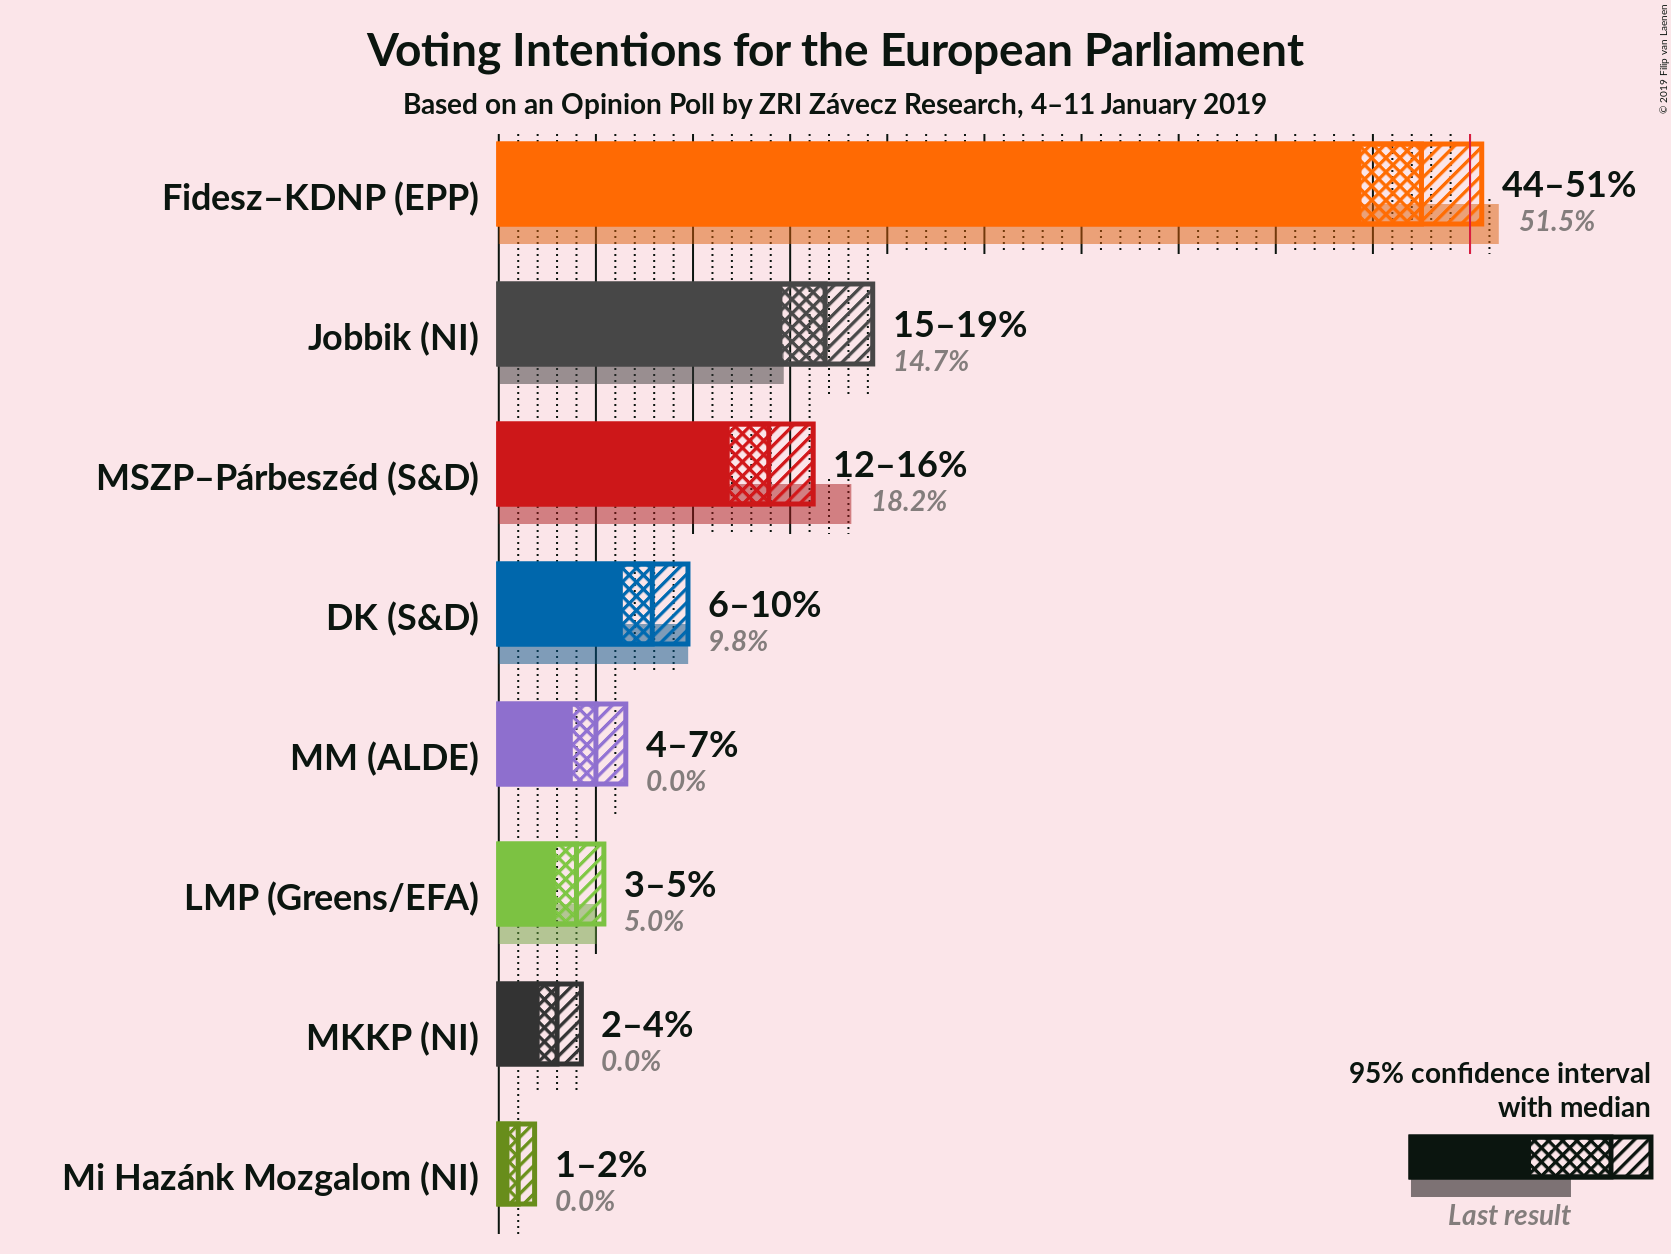 Voting Intentions for the European Parliament
Based on an Opinion Poll by ZRI Závecz Research, 4–11 January 2019
© 2019 Filip van Laenen
Fidesz–KDNP (EPP)
44–51%
51.5%
Jobbik (NI)
15–19%
14.7%
MSZP–Párbeszéd (S&D)
12–16%
18.2%
DK (S&D)
6–10%
9.8%
MM (ALDE)
4–7%
0.0%
LMP (Greens/EFA)
3–5%
5.0%
MKKP (NI)
2–4%
0.0%
Mi Hazánk Mozgalom (NI)
1–2%
0.0%
95% confidence interval
with median
Last result